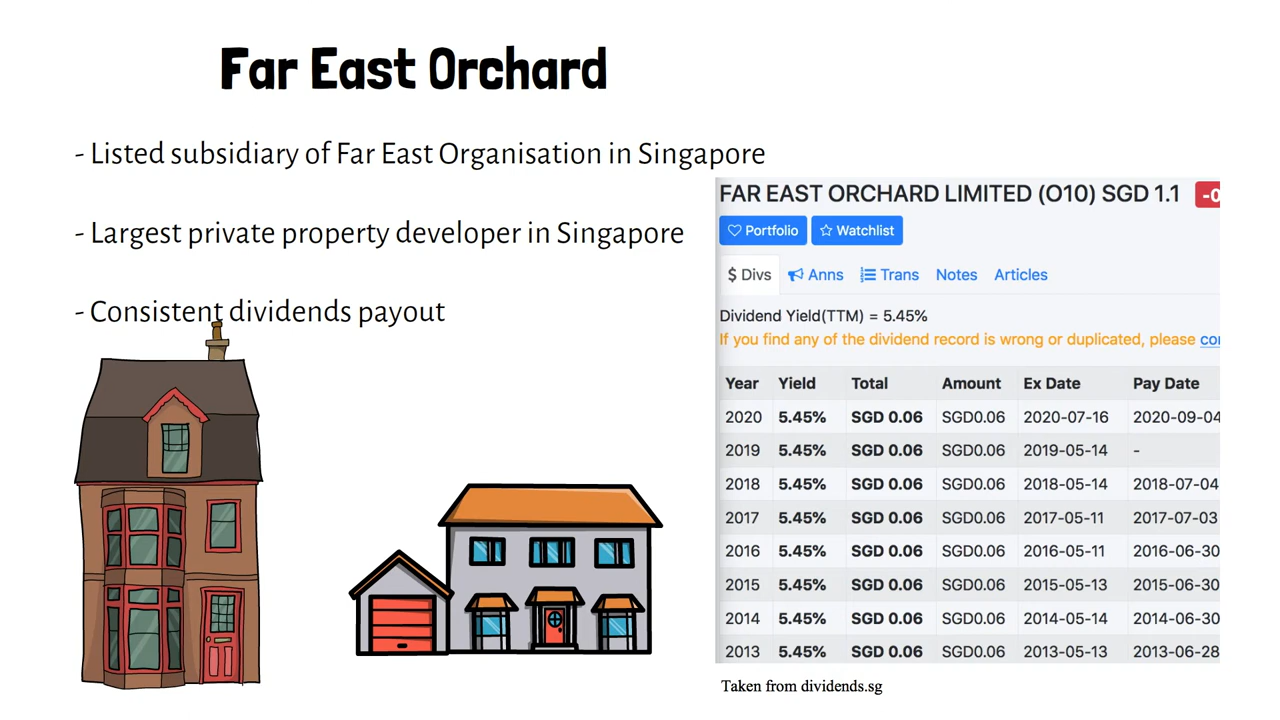 Far East Orchard
- Listed subsidiary of Far East Organisation in Singapore
- Largest private property developer in Singapore
- Consistent dividends payout
FAR EAST ORCHARD LIMITED (O10) SGD 1.1 -0
Portfolio Watchlist
$ Divs Anns Trans Notes Articles
Dividend Yield(TTM) = 5.45%
If you find any of the dividend record is wrong or duplicated, please co
Year Yield Total Amount Ex Date Pay Date
2020 5.45% SGD 0.06 SGD0.06 2020-07-16 2020-09-04
2019 5.45% SGD 0.06 SGD0.06 2019-05-14 -
2018 5.45% SGD 0.06 SGD0.06 2018-05-14 2018-07-04
2017 5.45% SGD 0.06 SGD0.06 2017-05-11 2017-07-03
2016 5.45% SGD 0.06 SGD0.06 2016-05-11 2016-06-30
2015 5.45% SGD 0.06 SGD0.06 2015-05-13 2015-06-30
2014 5.45% SGD 0.06 SGD0.06 2014-05-14 2014-06-30
2013 5.45% SGD 0.06 SGD0.06 2013-05-13 2013-06-28
Taken from dividends.sg